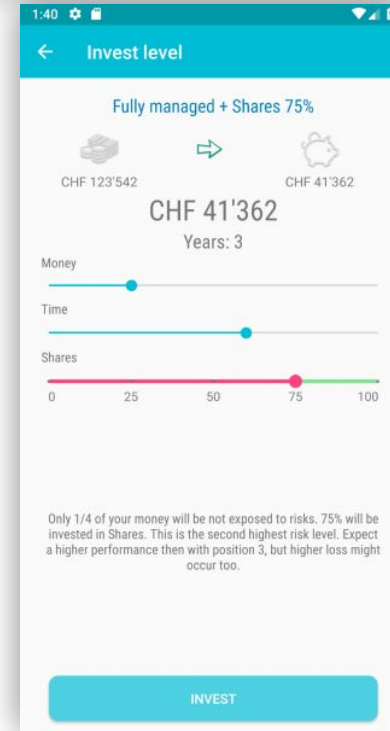 1:40
Invest level
Fully managed + Shares 75%
CHF 123'542
CHF 41'362
CHF 41'362
Years: 3
Money
Time
Shares
0 25 50 75 100
Only 1/4 of your money will be not exposed to risks. 75% will be
invested in Shares. This is the second highest risk level. Expect
a higher performance then with position 3, but higher loss might
occur too.
INVEST